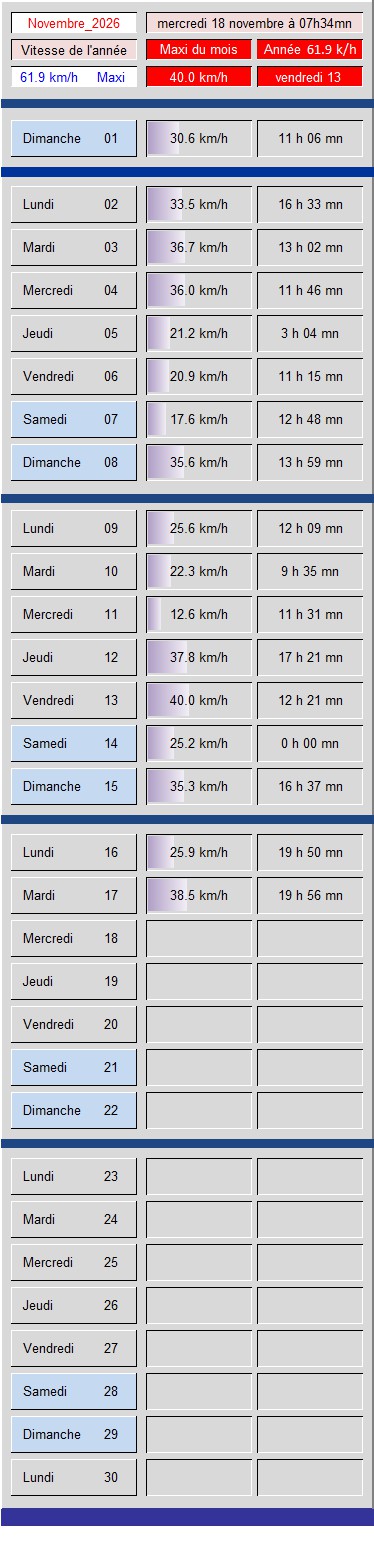 Novembre_2026 mercredi 18 novembre à 07h34mn
Vitesse de l'année Maxi du mois Année 61.9 k/h
61.9 km/h Maxi 40.0 km/h vendredi 13
Dimanche 01 30.6 km/h 11 h 06 mn
Lundi 02 33.5 km/h 16 h 33 mn
Mardi 03 36.7 km/h 13 h 02 mn
Mercredi 04 36.0 km/h 11 h 46 mn
Jeudi 05 21.2 km/h 3 h 04 mn
Vendredi 06 20.9 km/h 11 h 15 mn
Samedi 07 17.6 km/h 12 h 48 mn
Dimanche 08 35.6 km/h 13 h 59 mn
Lundi 09 25.6 km/h 12 h 09 mn
Mardi 10 22.3 km/h 9 h 35 mn
Mercredi 11 12.6 km/h 11 h 31 mn
Jeudi 12 37.8 km/h 17 h 21 mn
Vendredi 13 40.0 km/h 12 h 21 mn
Samedi 14 25.2 km/h 0 h 00 mn
Dimanche 15 35.3 km/h 16 h 37 mn
Lundi 16 25.9 km/h 19 h 50 mn
Mardi 17 38.5 km/h 19 h 56 mn
Mercredi 18
Jeudi 19
Vendredi 20
Samedi 21
Dimanche 22
Lundi 23
Mardi 24
Mercredi 25
Jeudi 26
Vendredi 27
Samedi 28
Dimanche 29
Lundi 30